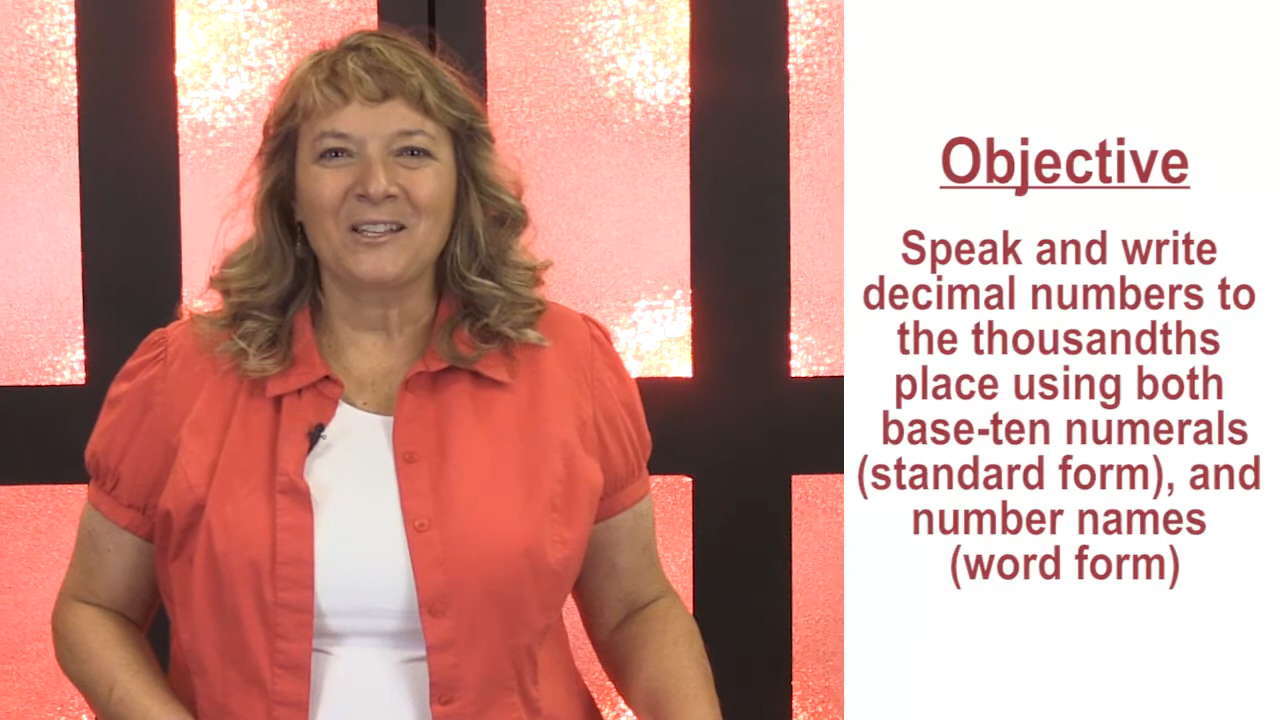 Objective
Speak and write
decimal numbers to
the thousandths
place using both
base-ten numerals
(standard form), and
number names
(word form)